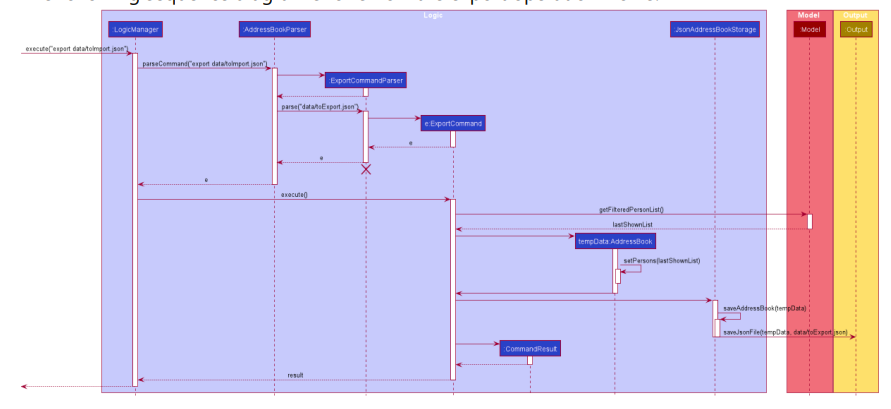 Logic
Model
Output
:LogicManager
:AddressBookParser
:JsonAddressBookStorage
:Model
:Output
execute("export data/toImport.json")
parseCommand("export data/toImport.json")
:ExportCommandParser
parse("data/toExport.json")
e:ExportCommand
e
e
e
execute()
getFilteredPersonList()
lastShownList
tempData:AddressBook
setPersons(lastShownList)
saveAddressBook(tempData)
saveJsonFile(tempData, data/toExport.json)
:CommandResult
result